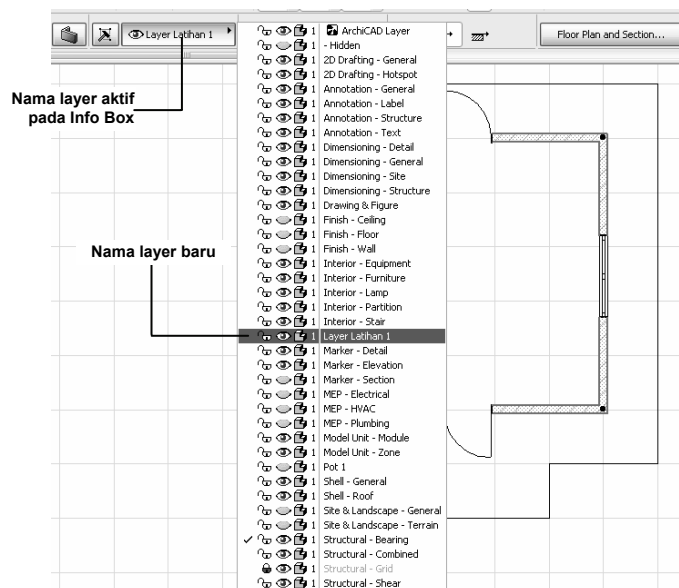 Layer Latihan 1
Floor Plan and Section...
Nama layer aktif
pada Info Box
Nama layer baru
1 ArchiCAD Layer
1 - Hidden
1 2D Drafting - General
1 2D Drafting - Hotspot
1 Annotation - General
1 Annotation - Label
1 Annotation - Structure
1 Annotation - Text
1 Dimensioning - Detail
1 Dimensioning - General
1 Dimensioning - Site
1 Dimensioning - Structure
1 Drawing & Figure
1 Finish - Ceiling
1 Finish - Floor
1 Finish - Wall
1 Interior - Equipment
1 Interior - Furniture
1 Interior - Lamp
1 Interior - Partition
1 Interior - Stair
1 Layer Latihan 1
1 Marker - Detail
1 Marker - Elevation
1 Marker - Section
1 MEP - Electrical
1 MEP - HVAC
1 MEP - Plumbing
1 Model Unit - Module
1 Model Unit - Zone
1 Pot 1
1 Shell - General
1 Shell - Roof
1 Site & Landscape - General
1 Site & Landscape - Terrain
1 Structural - Bearing
1 Structural - Combined
1 Structural - Grid
1 Structural - Shear